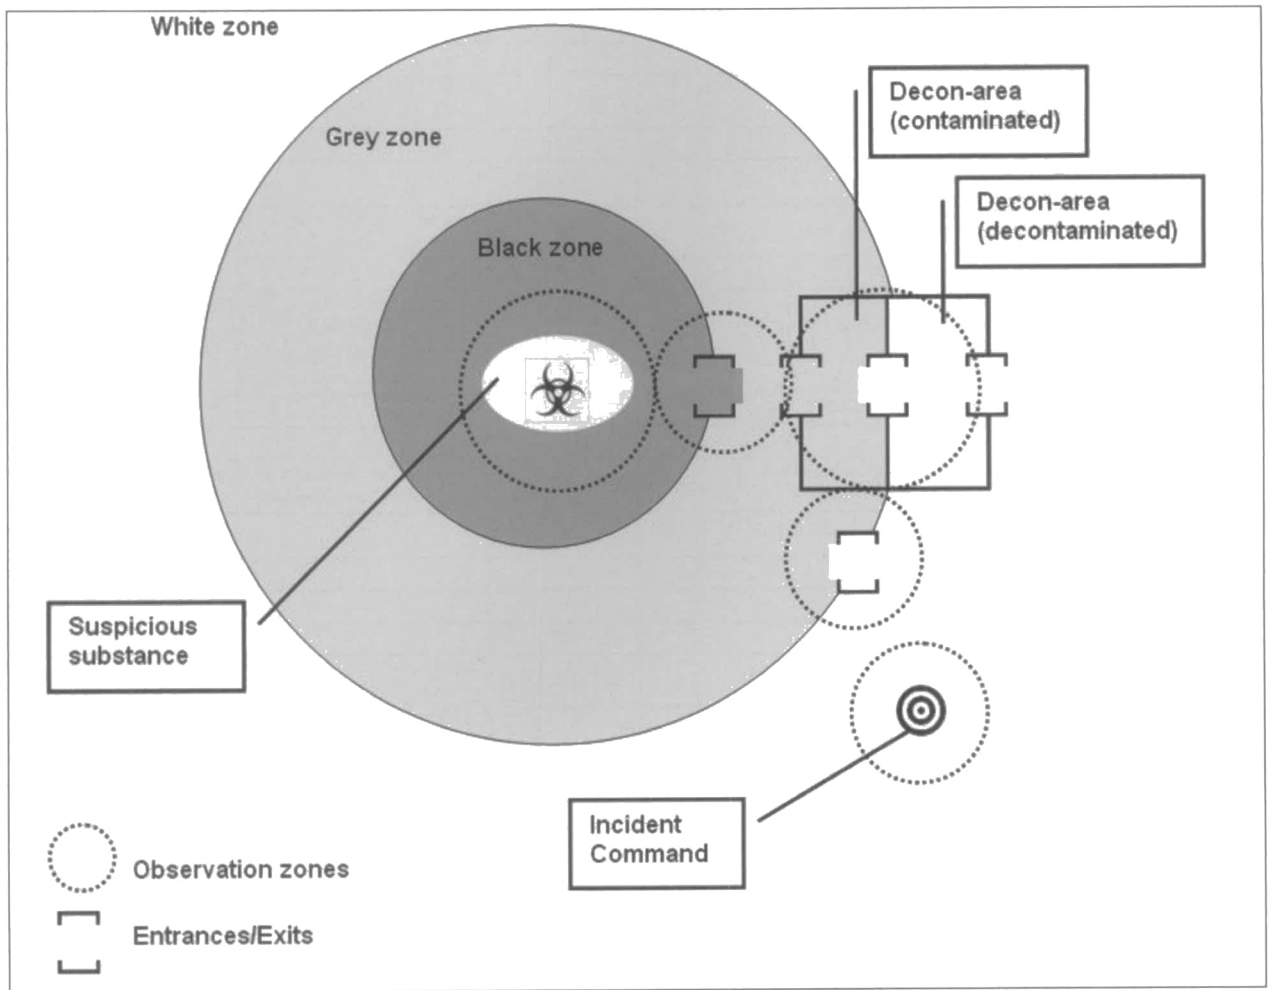 White zone
Grey zone
Black zone
Decon-area
(contaminated)
Decon-area
(decontaminated)
Suspicious
substance
Incident
Command
Observation zones
Entrances/Exits